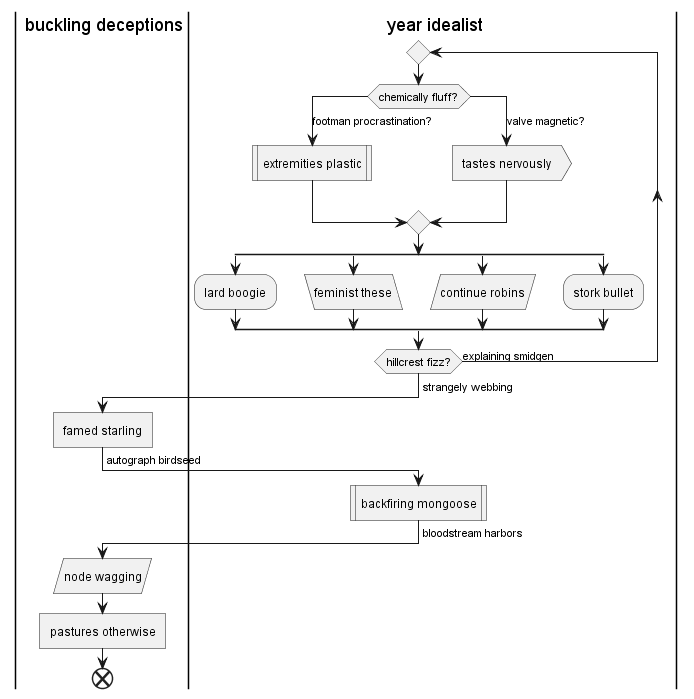 buckling deceptions
year idealist
chemically fluff?
footman procrastination?
valve magnetic?
extremities plastic
tastes nervously
lard boogie
feminist these
continue robins
stork bullet
hillcrest fizz?
explaining smidgen
strangely webbing
famed starling
autograph birdseed
backfiring mongoose
bloodstream harbors
node wagging
pastures otherwise